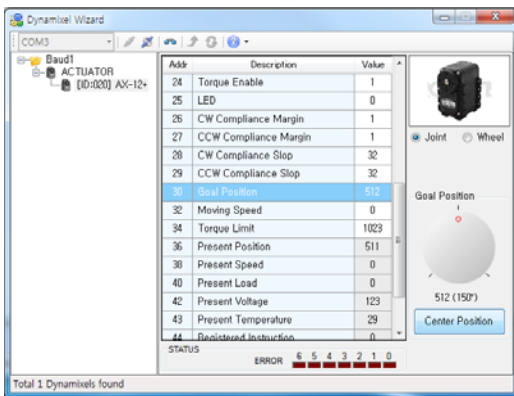 Dynamixel Wizard
COM3
Baud1
ACTUATOR
[ID:020] AX-12+
Addr Description Value
24 Torque Enable 1
25 LED 0
26 CW Compliance Margin 1
27 CCW Compliance Margin 1
28 CW Compliance Slop 32
29 CCW Compliance Slop 32
30 Goal Position 512
32 Moving Speed 0
34 Torque Limit 1023
36 Present Position 511
38 Present Speed 0
40 Present Load 0
42 Present Voltage 123
43 Present Temperature 29
44 Registered Instruction 0
STATUS
ERROR 6 5 4 3 2 1 0
Joint Wheel
Goal Position
512 (150°)
Center Position
Total 1 Dynamixels found